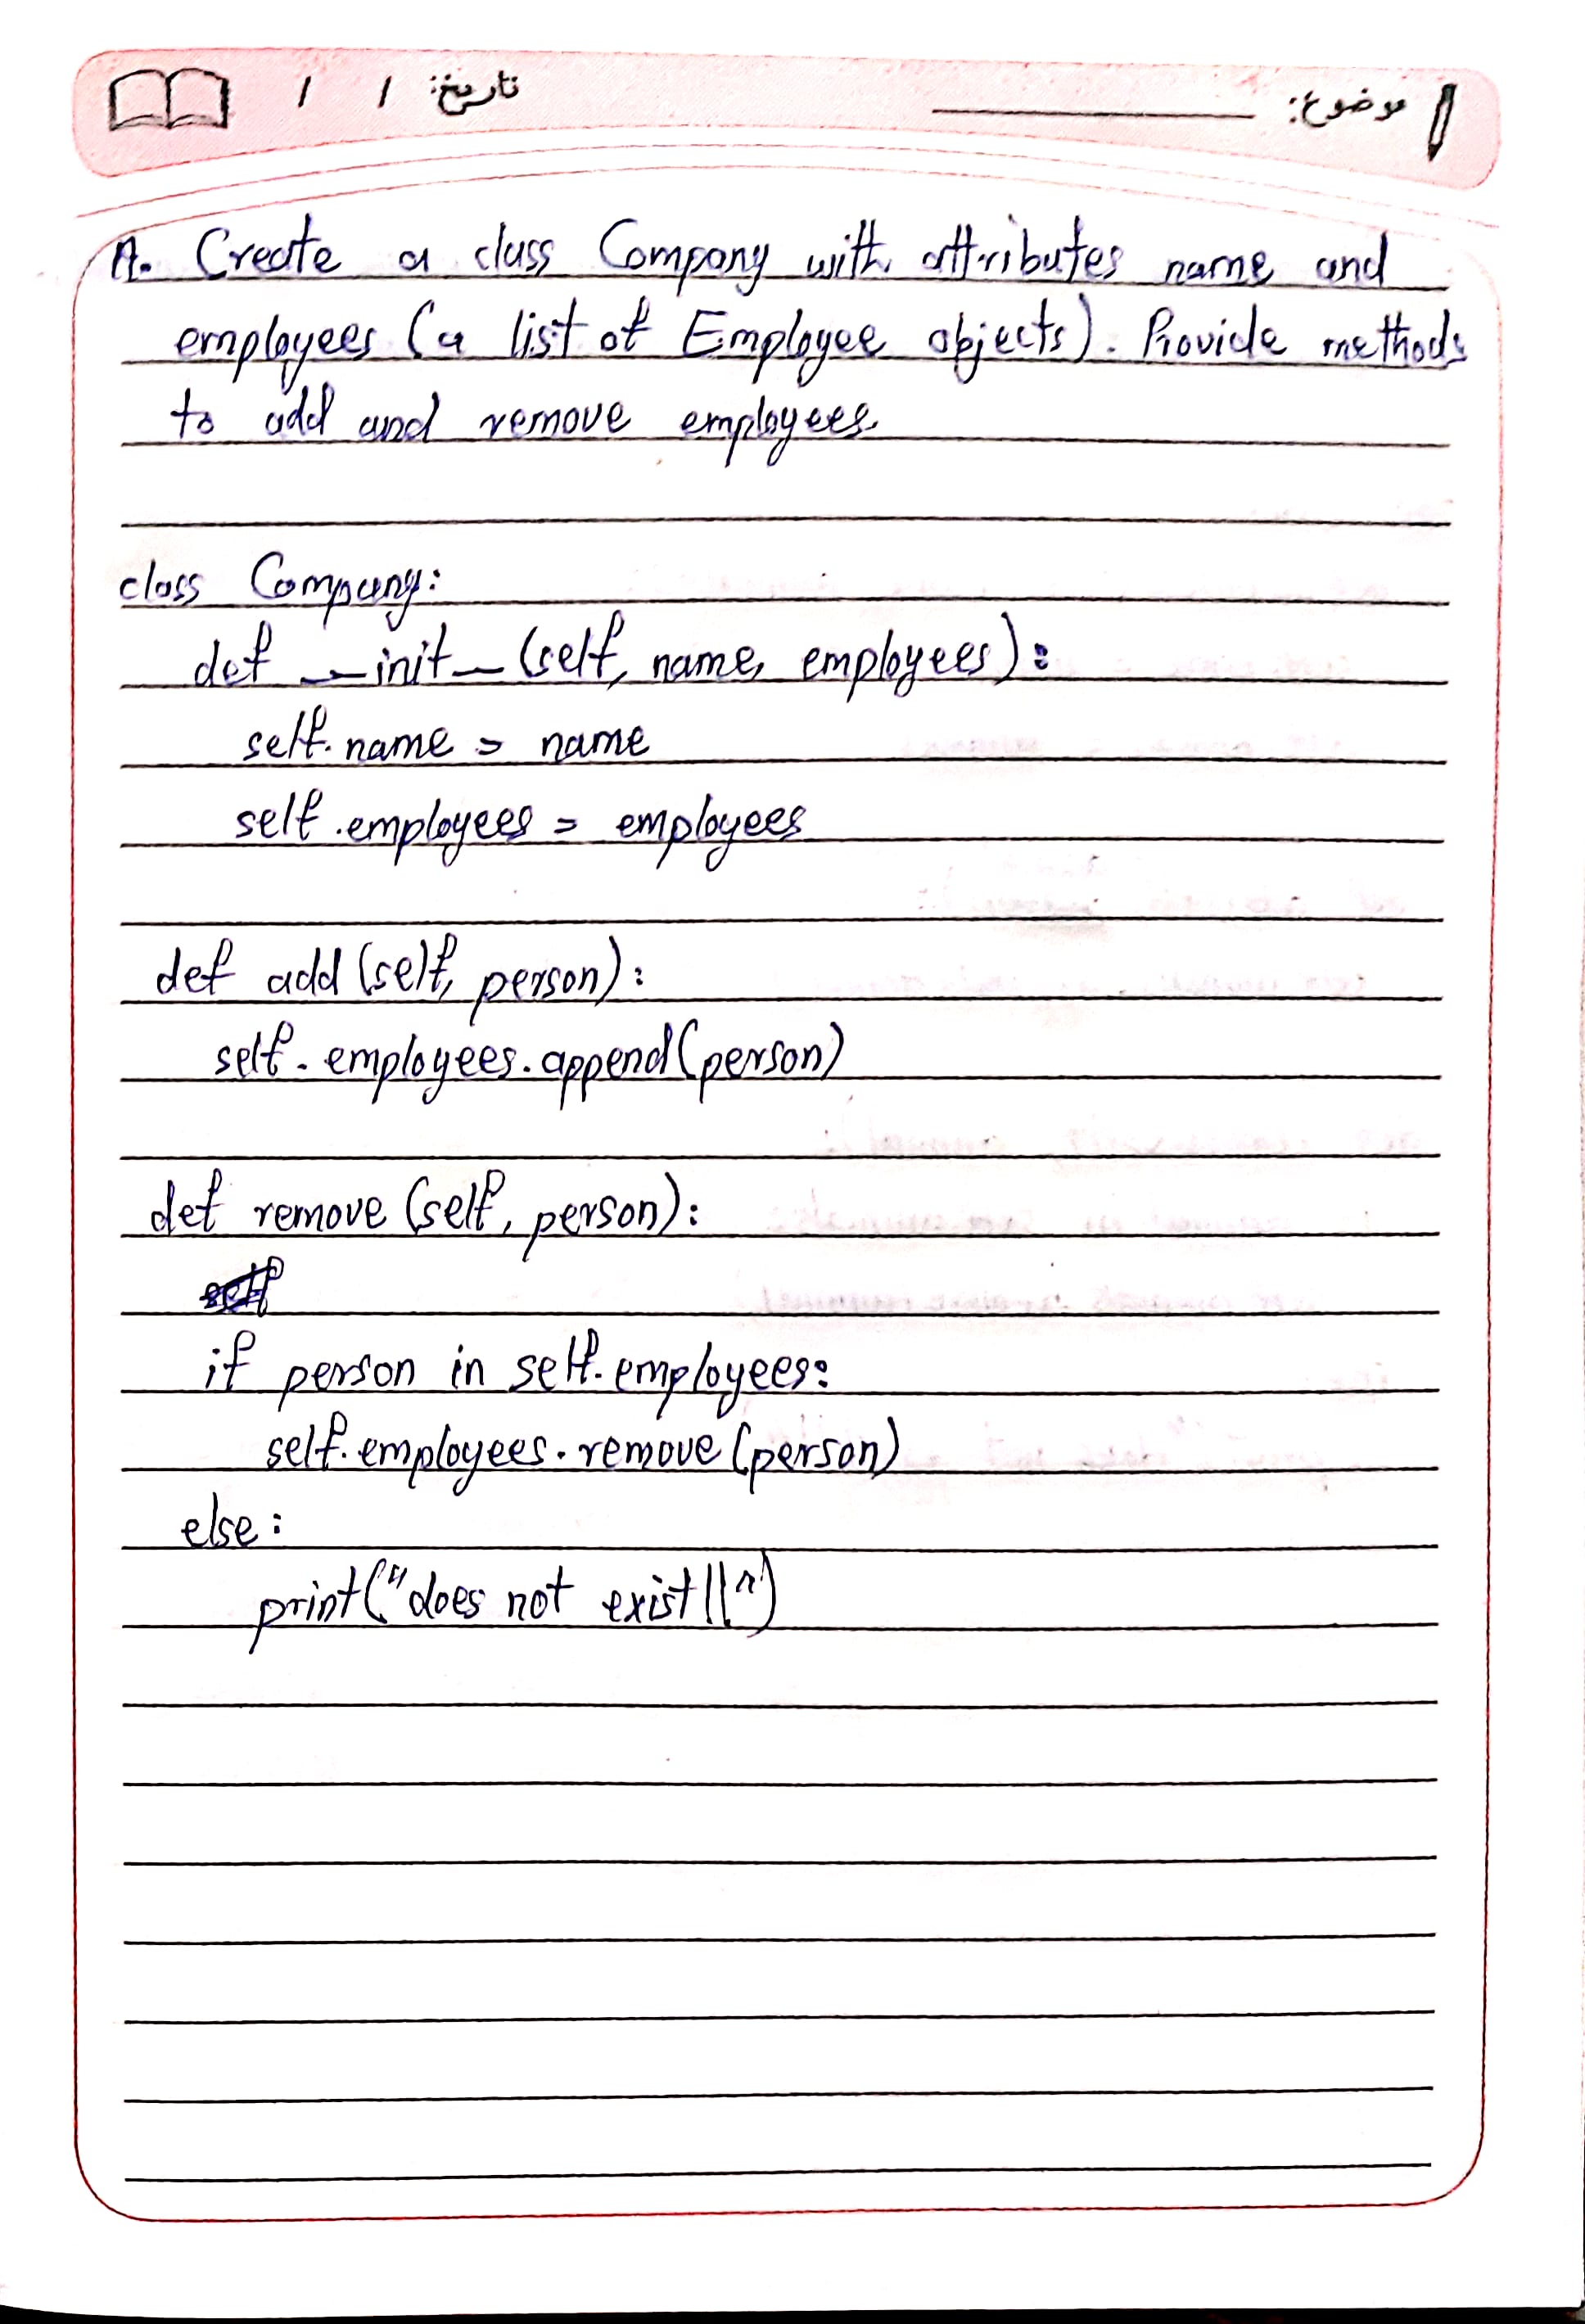 موضوع: تاریخ: / /
A. Create a class Company with attributes name and
employees (a list of Employee objects). Provide methods
to add and remove employees.
class Company:
def __init__(self, name, employees):
self.name = name
self.employees = employees
def add(self, person):
self.employees.append(person)
def remove(self, person):
self
if person in self.employees:
self.employees.remove(person)
else:
print("does not exist!!")